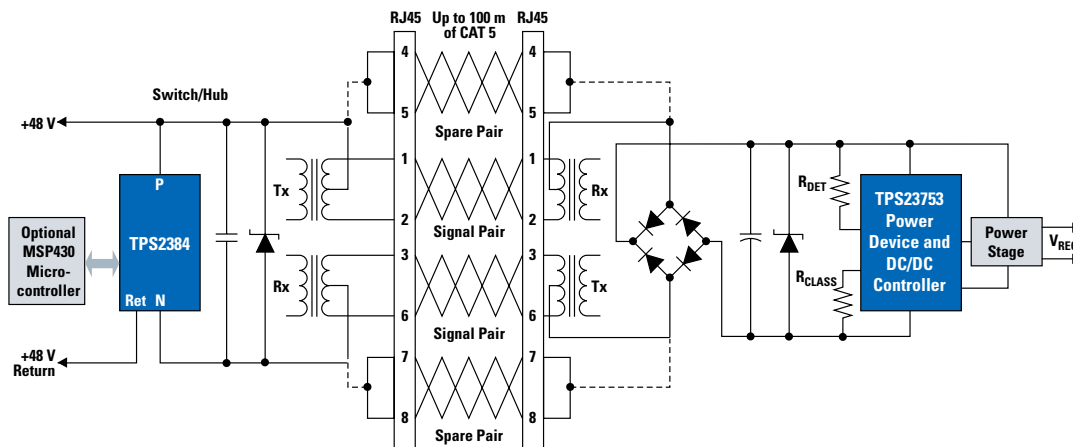 RJ45
Up to 100 m
of CAT 5
RJ45
4
4
5
5
Spare Pair
Switch/Hub
+48 V
P
TPS2384
Ret N
Optional
MSP430
Micro-
controller
+48 V
Return
Tx
Rx
1
1
2
2
Signal Pair
3
3
6
6
Signal Pair
7
7
8
8
Spare Pair
Rx
Tx
R_DET
R_CLASS
TPS23753
Power
Device and
DC/DC
Controller
Power
Stage